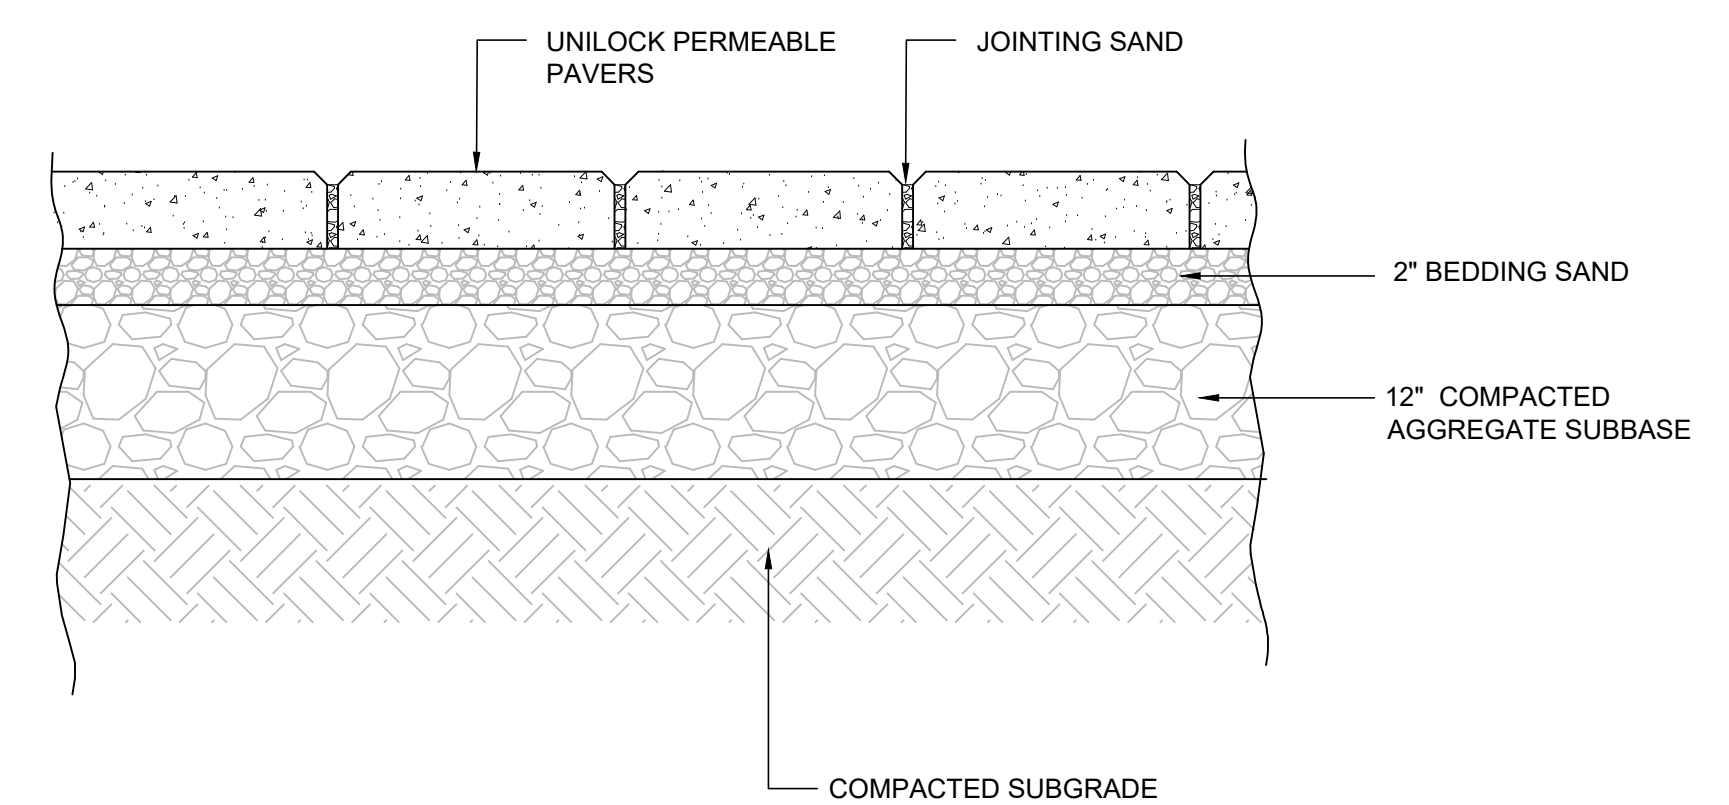 UNILOCK PERMEABLE
PAVERS
JOINTING SAND
2" BEDDING SAND
12" COMPACTED
AGGREGATE SUBBASE
COMPACTED SUBGRADE